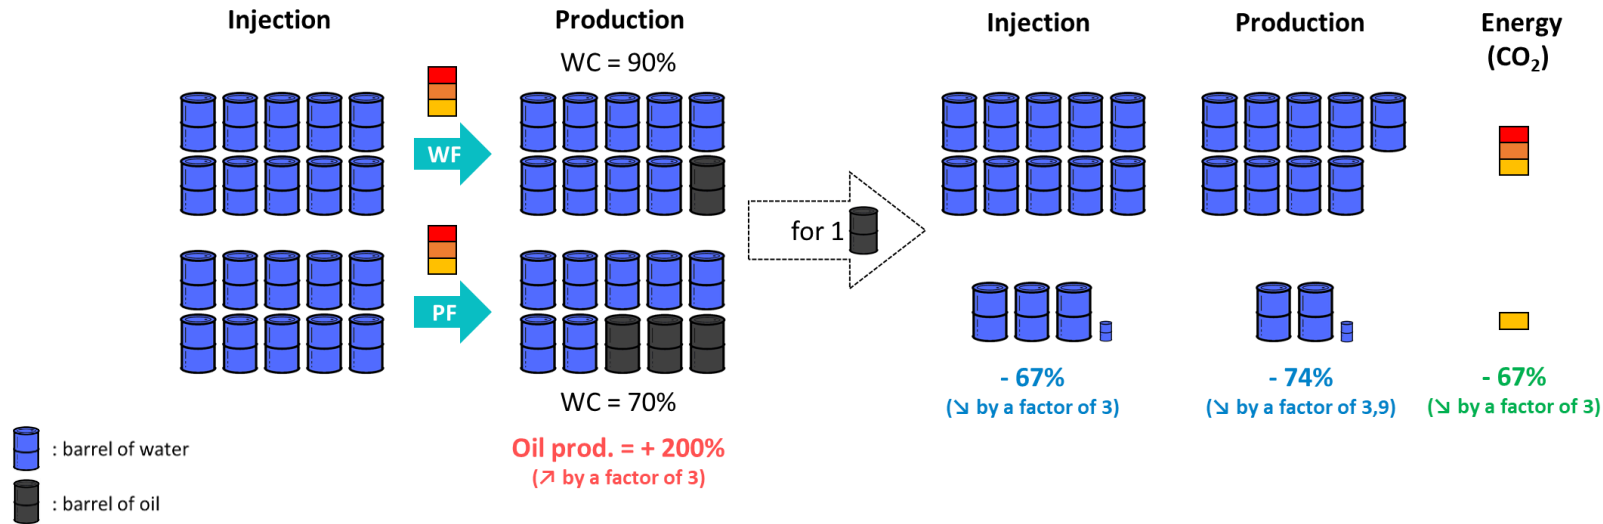 Injection
Production
WC = 90%
WF
PF
WC = 70%
Oil prod. = + 200%
(↗ by a factor of 3)
: barrel of water
: barrel of oil
for 1
Injection
Production
Energy
(CO₂)
- 67%
(↘ by a factor of 3)
- 74%
(↘ by a factor of 3,9)
- 67%
(↘ by a factor of 3)